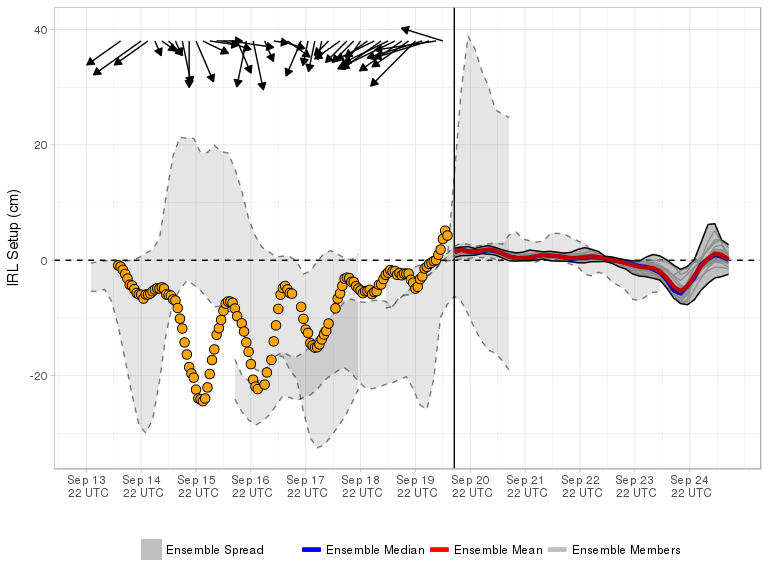 IRL Setup (cm)
40
20
0
-20
Sep 13 Sep 14 Sep 15 Sep 16 Sep 17 Sep 18 Sep 19 Sep 20 Sep 21 Sep 22 Sep 23 Sep 24
22 UTC 22 UTC 22 UTC 22 UTC 22 UTC 22 UTC 22 UTC 22 UTC 22 UTC 22 UTC 22 UTC 22 UTC
Ensemble Spread Ensemble Median Ensemble Mean Ensemble Members